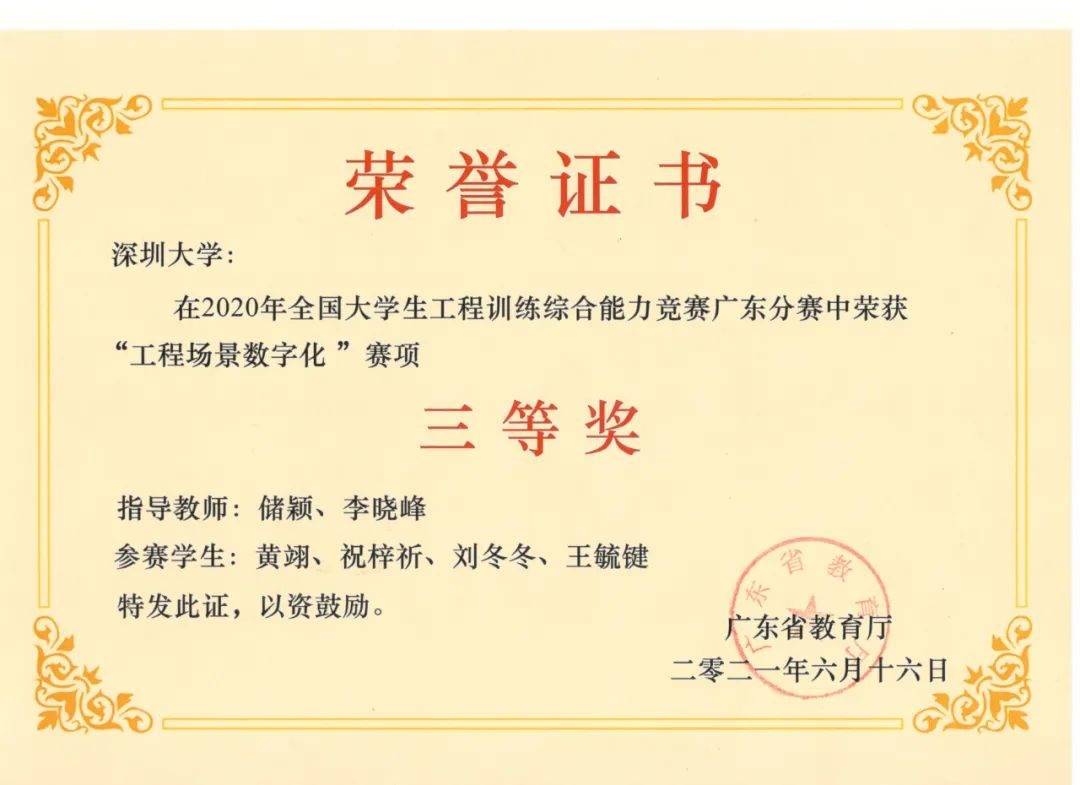 荣誉证书
深圳大学：
在2020年全国大学生工程训练综合能力竞赛广东分赛中荣获
“工程场景数字化 ”赛项
三等奖
指导教师：储颖、李晓峰
参赛学生：黄翊、祝梓祈、刘冬冬、王毓键
特发此证，以资鼓励。
广东省教育厅
广东省教育厅
二零二一年六月十六日